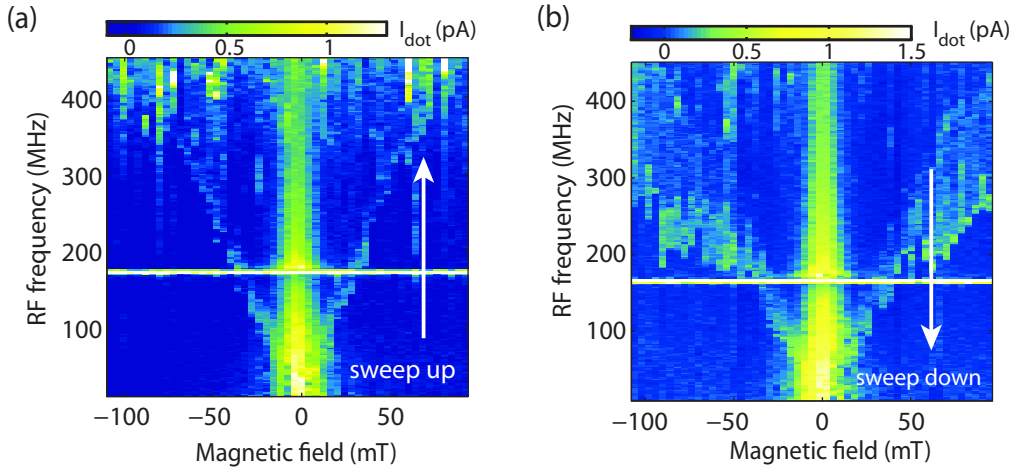 (a)
I_dot (pA)
0 0.5 1
RF frequency (MHz)
400
300
200
100
sweep up
−100 −50 0 50
Magnetic field (mT)
(b)
I_dot (pA)
0 0.5 1 1.5
RF frequency (MHz)
400
300
200
100
sweep down
−100 −50 0 50
Magnetic field (mT)